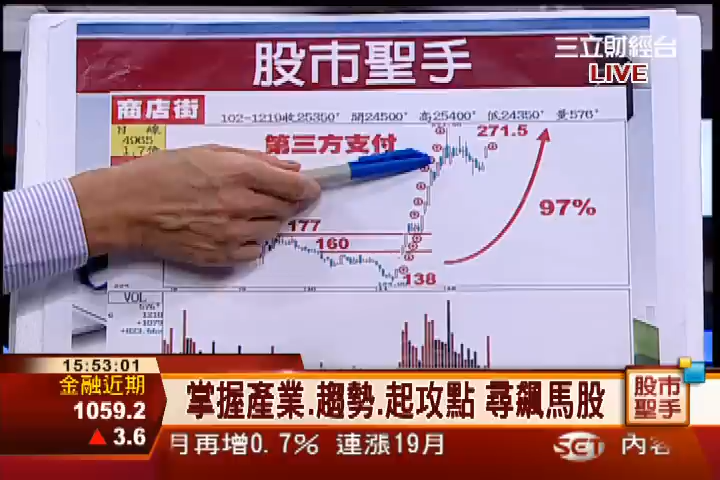 股市聖手
三立財經台
LIVE
商店街
102-1219收25350' 開24500' 高25400' 低24350' 量576'
4965
第三方支付
271.5
97%
177
160
138
VOL
576'
1218
+1079
15:53:01
金融近期
1059.2
▲ 3.6
掌握產業.趨勢.起攻點 尋飆馬股
股市
聖手
月再增0.7% 連漲19月
SET